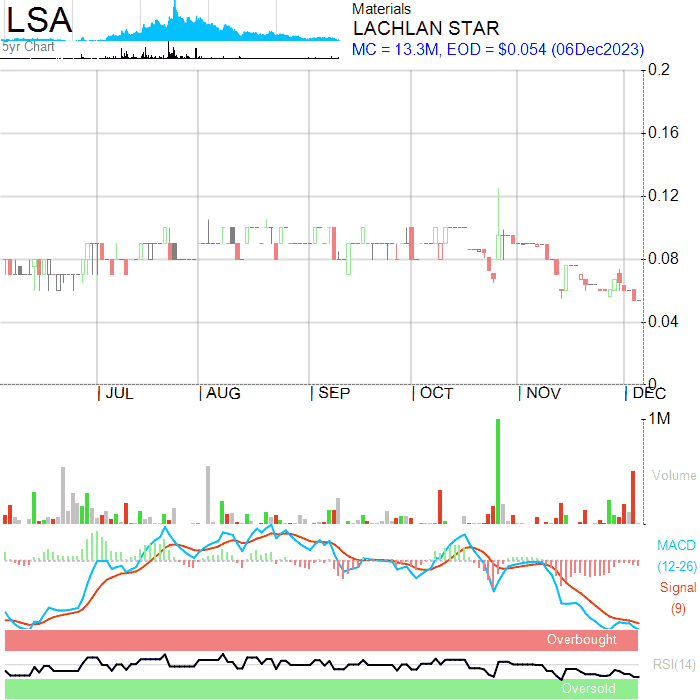 LSA
5yr Chart
Materials
LACHLAN STAR
MC = 13.3M, EOD = $0.054 (06Dec2023)
0.2
0.16
0.12
0.08
0.04
0
JUL AUG SEP OCT NOV DEC
1M
Volume
MACD
(12-26)
Signal
(9)
Overbought
RSI(14)
Oversold